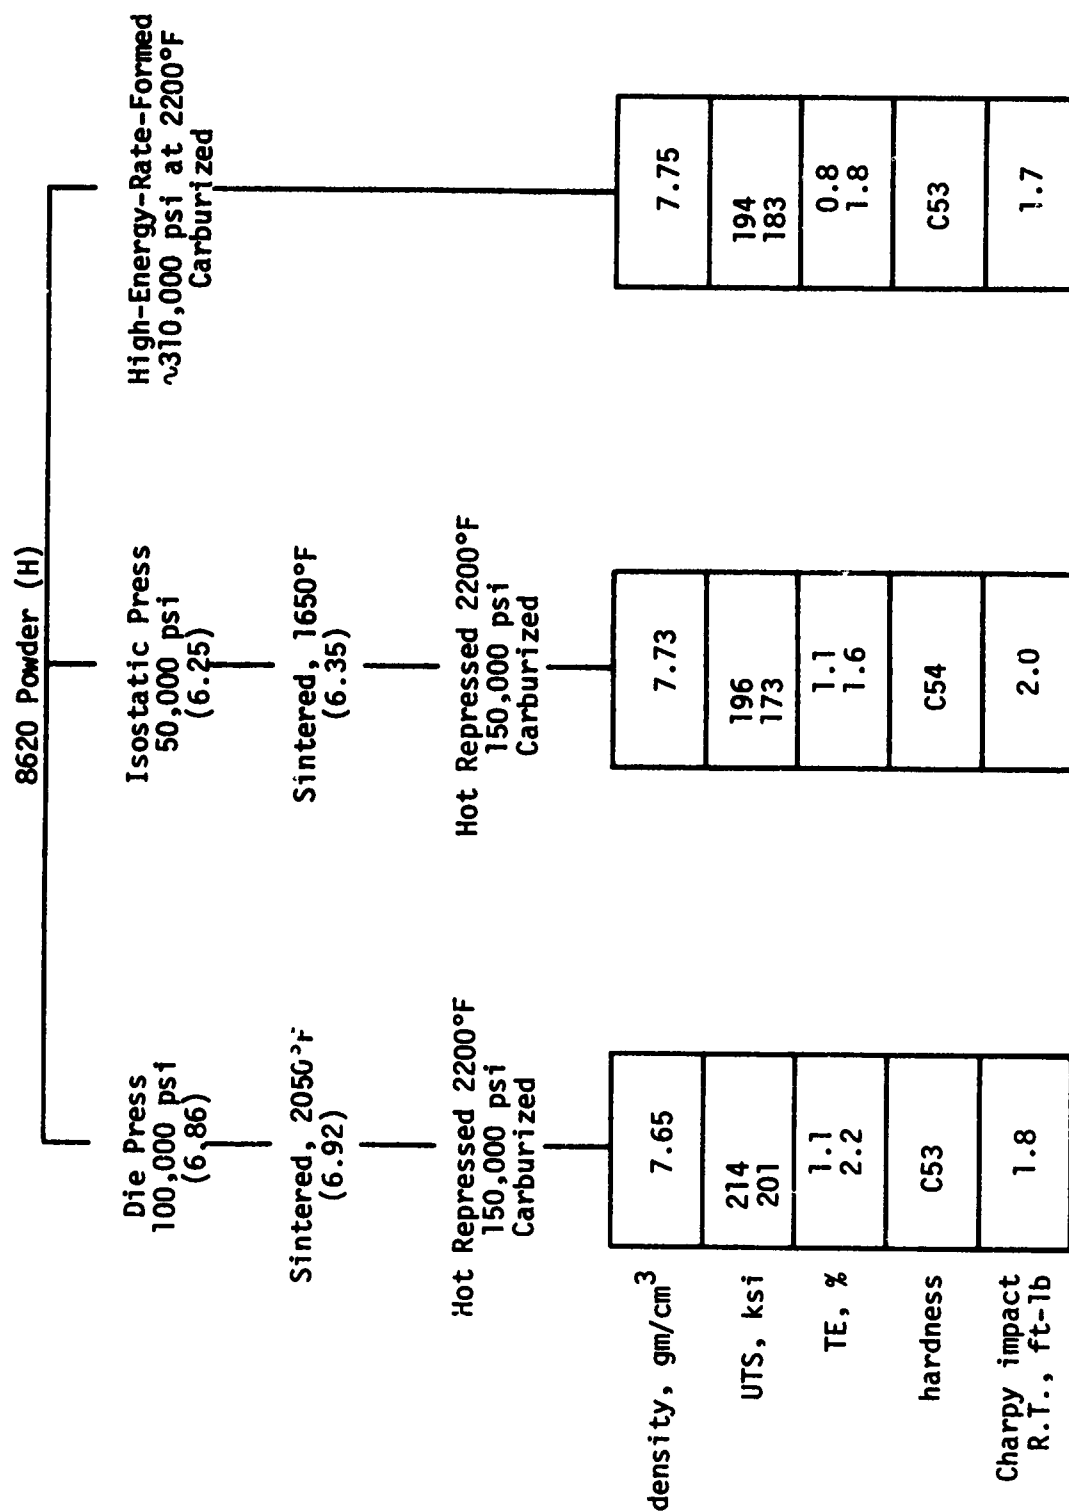 8620 Powder (H)
Die Press
100,000 psi
(6.86)
Sintered, 2050°F
(6.92)
Hot Repressed 2200°F
150,000 psi
Carburized
Isostatic Press
50,000 psi
(6.25)
Sintered, 1650°F
(6.35)
Hot Repressed 2200°F
150,000 psi
Carburized
High-Energy-Rate-Formed
~310,000 psi at 2200°F
Carburized
density, gm/cm³ 7.65 7.73 7.75
UTS, ksi 214 196 194
201 173 183
TE, % 1.1 1.1 0.8
2.2 1.6 1.8
hardness C53 C54 C53
Charpy impact
R.T., ft-lb 1.8 2.0 1.7